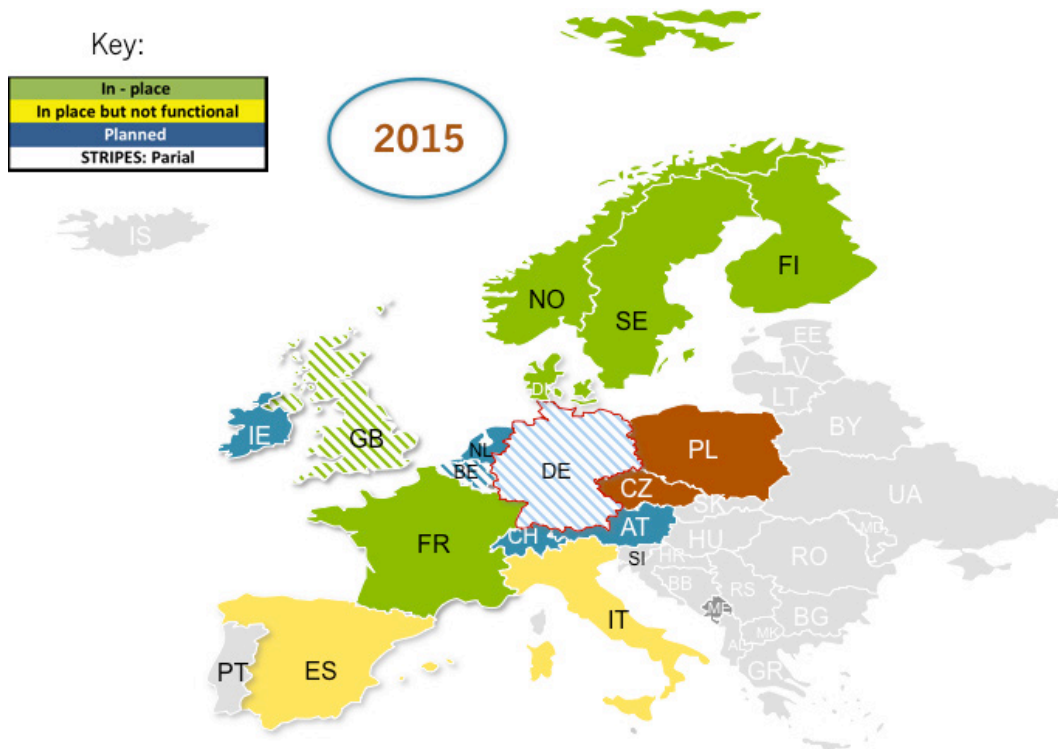 Key:
In - place
In place but not functional
Planned
STRIPES: Parial
2015
IS
NO
SE
FI
EE
LV
LT
BY
DK
IE
GB
NL
BE
DE
PL
CZ
SK
UA
FR
CH
AT
HU
MD
RO
SI
HR
BB
RS
ME
BG
IT
MK
AL
GR
PT
ES